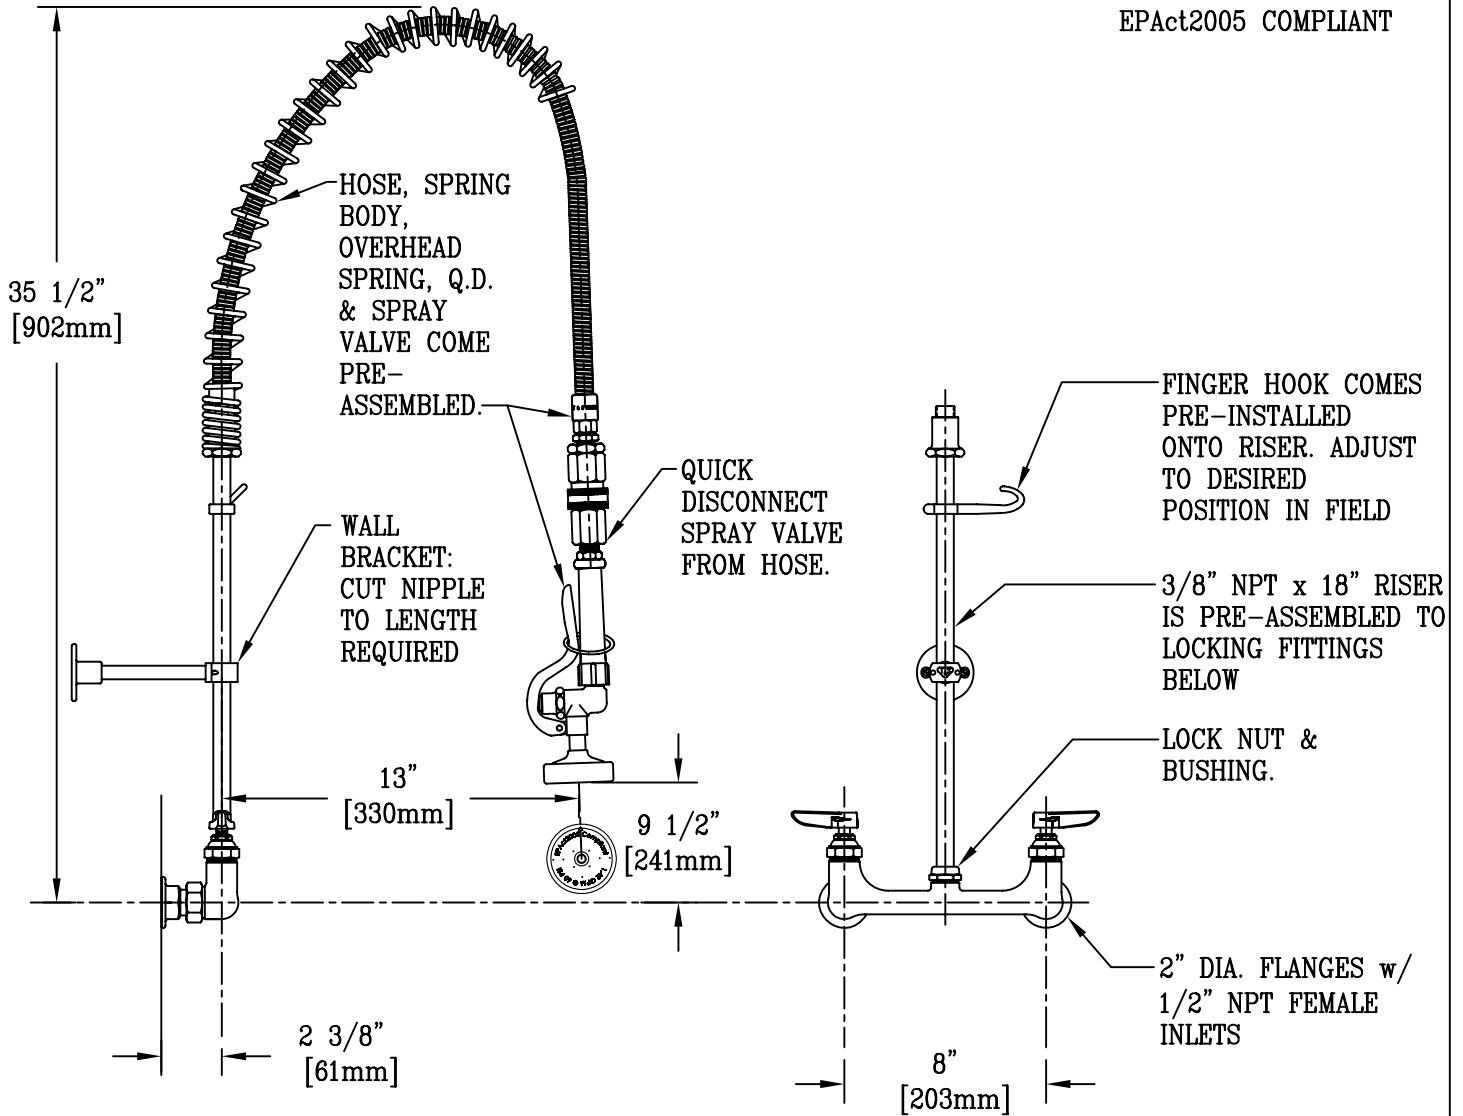 EPAct2005 COMPLIANT
HOSE, SPRING
BODY,
OVERHEAD
SPRING, Q.D.
& SPRAY
VALVE COME
PRE-
ASSEMBLED.
35 1/2"
[902mm]
QUICK
DISCONNECT
SPRAY VALVE
FROM HOSE.
WALL
BRACKET:
CUT NIPPLE
TO LENGTH
REQUIRED
13"
[330mm]
9 1/2"
[241mm]
EPAct2005 Compliant
2 3/8"
[61mm]
FINGER HOOK COMES
PRE-INSTALLED
ONTO RISER. ADJUST
TO DESIRED
POSITION IN FIELD
3/8" NPT x 18" RISER
IS PRE-ASSEMBLED TO
LOCKING FITTINGS
BELOW
LOCK NUT &
BUSHING.
2" DIA. FLANGES w/
1/2" NPT FEMALE
INLETS
8"
[203mm]